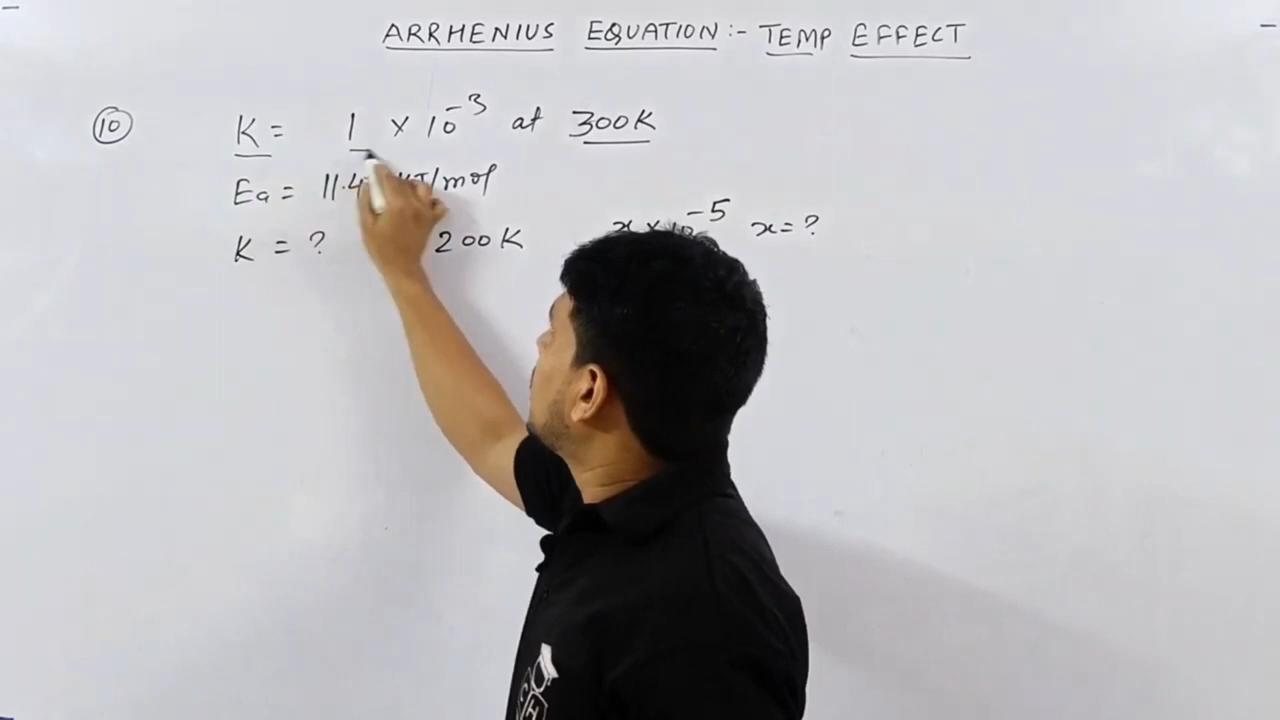 ARRHENIUS EQUATION:- TEMP EFFECT
(10) K = 1 × 10⁻³ at 300K
Ea = 11.4 KJ/mol
K = ? 200K x × 10⁻⁵ x = ?